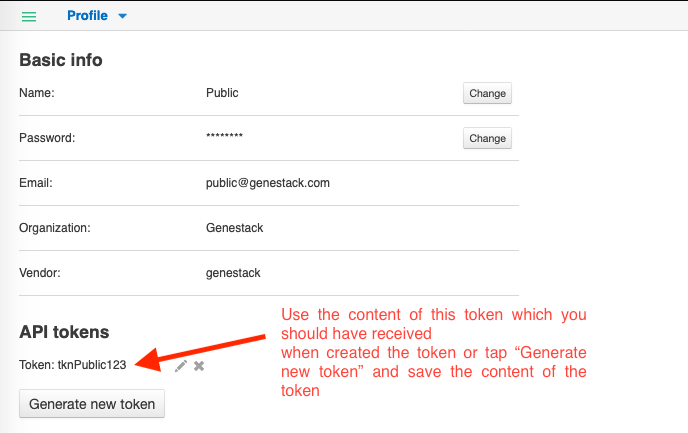 Profile
Basic info
Name: Public Change
Password: ******** Change
Email: public@genestack.com
Organization: Genestack
Vendor: genestack
API tokens
Token: tknPublic123
Generate new token
Use the content of this token which you
should have received
when created the token or tap “Generate
new token” and save the content of the
token